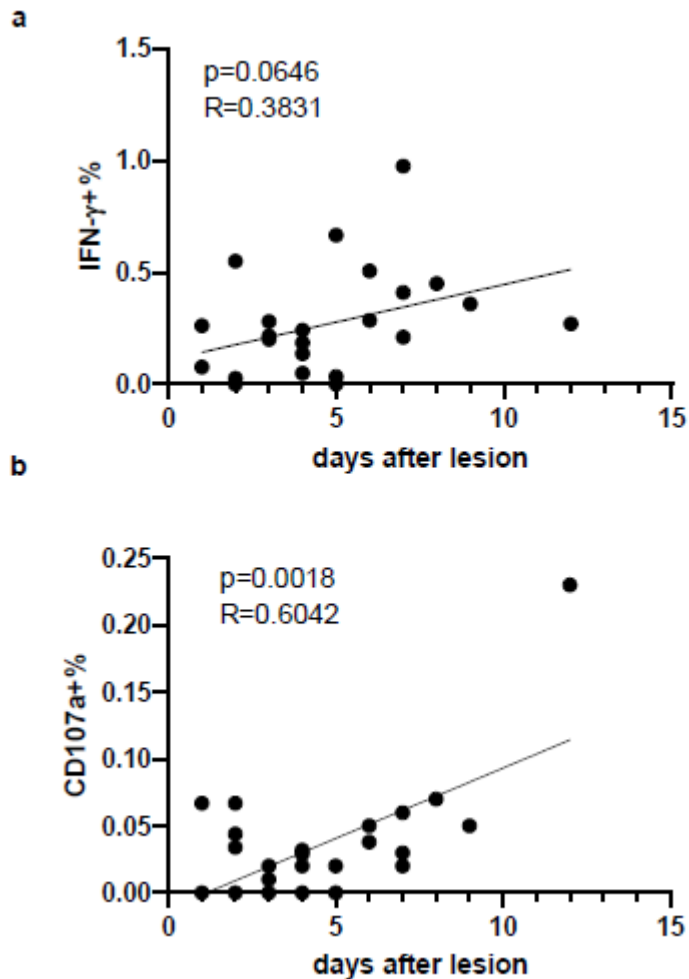 a
p=0.0646
R=0.3831
IFN-γ+%
1.5
1.0
0.5
0.0
0 5 10 15
days after lesion
b
p=0.0018
R=0.6042
CD107a+%
0.25
0.20
0.15
0.10
0.05
0.00
0 5 10 15
days after lesion